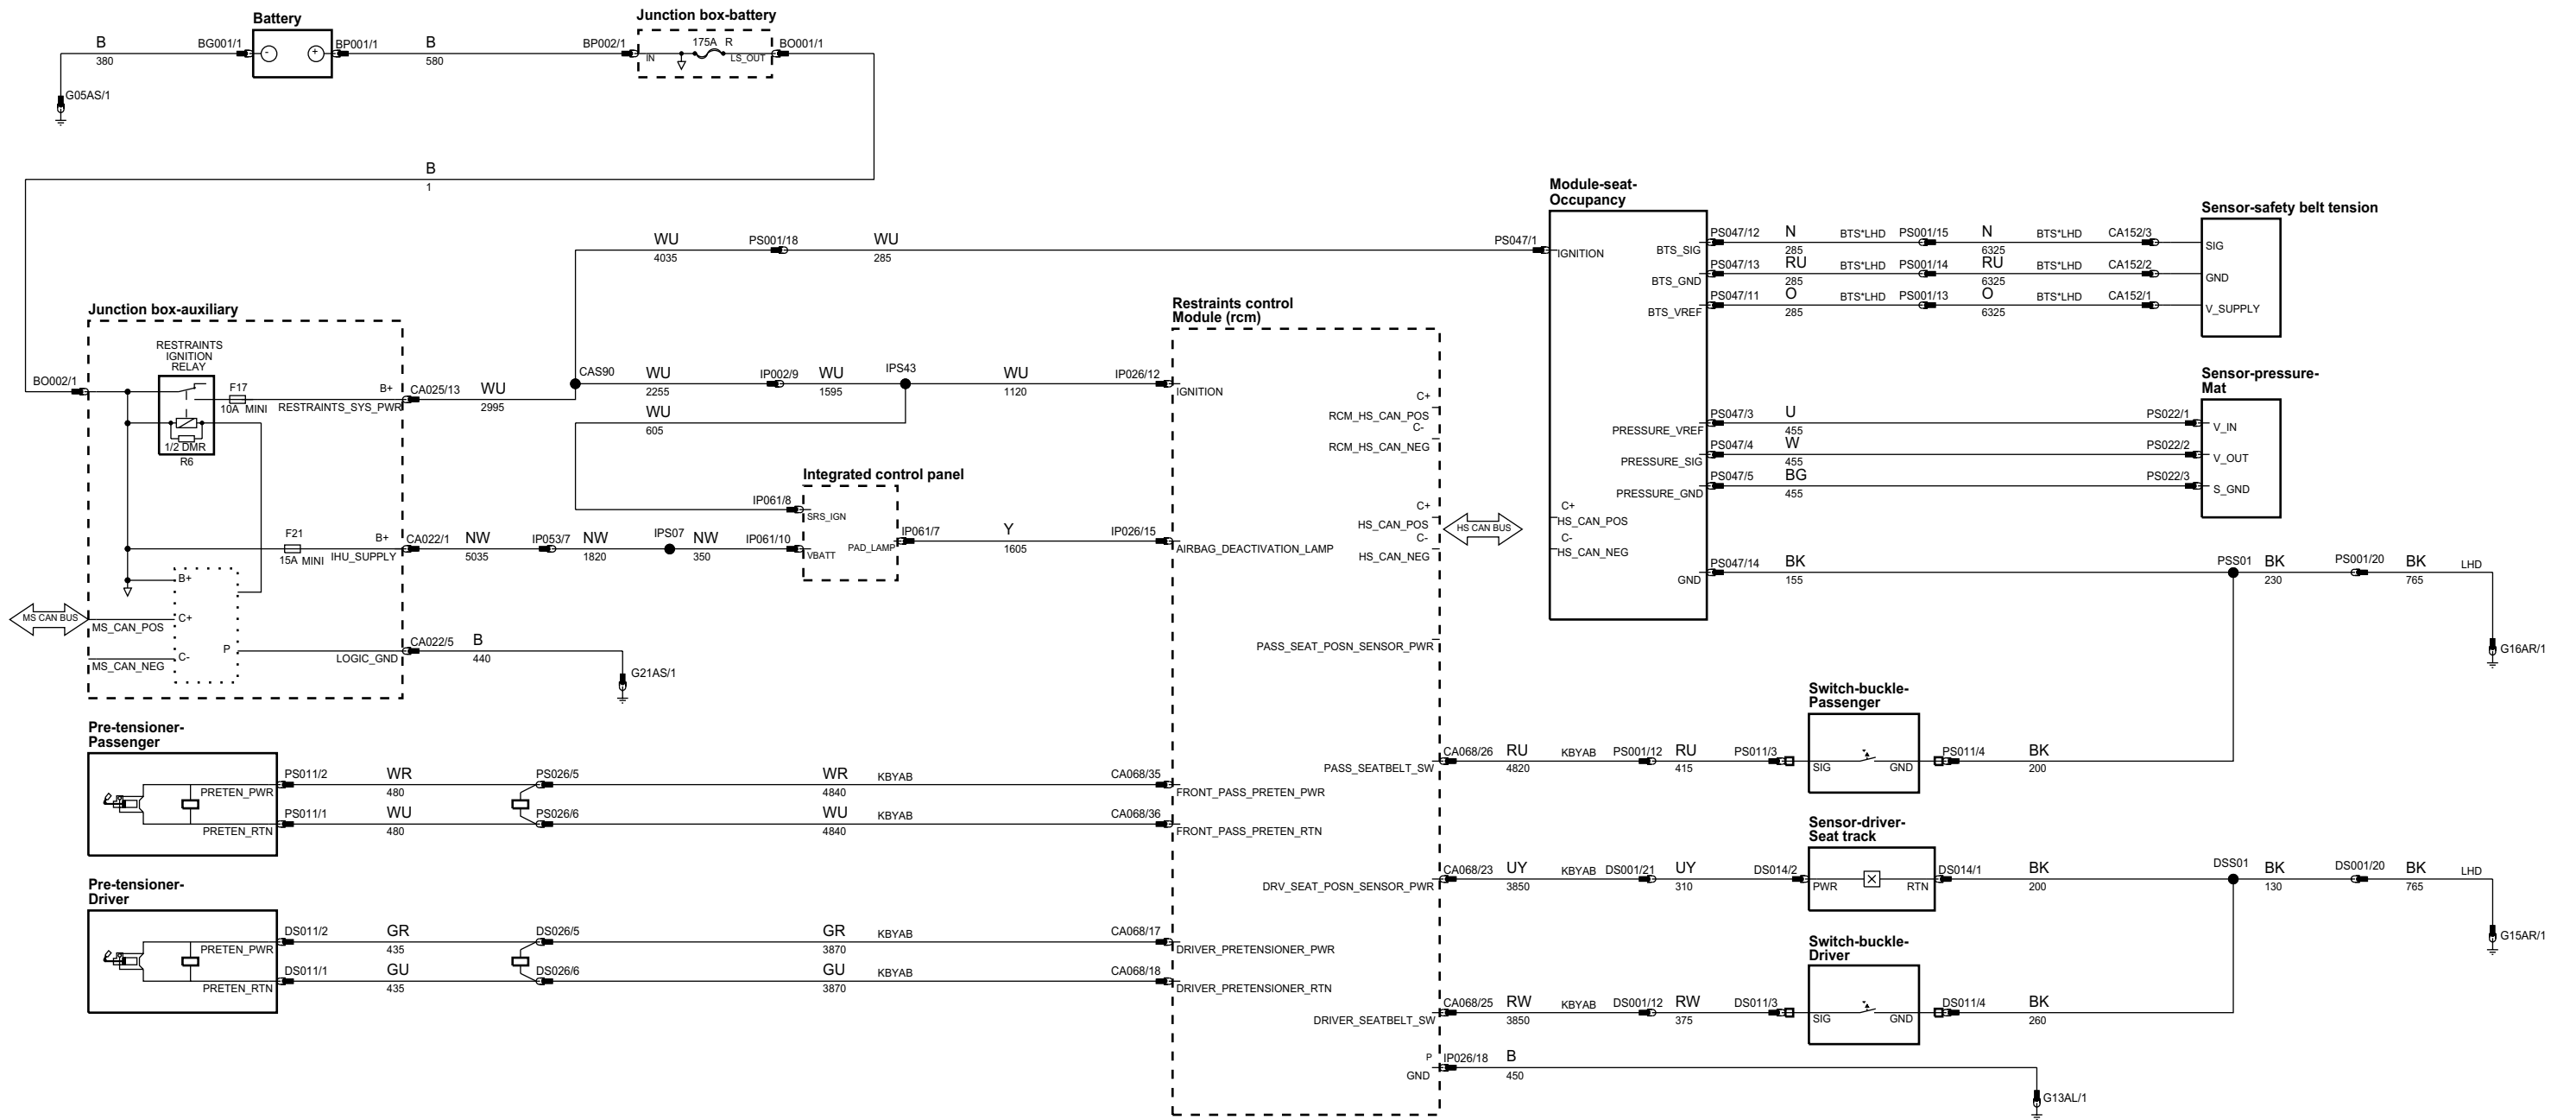 Battery
Junction box-battery
B
380
BG001/1
-
+
BP001/1
B
580
BP002/1
IN
175A R
LS_OUT
BO001/1
G05AS/1
B
1
Module-seat-
Occupancy
PS047/1
IGNITION
BTS_SIG
BTS_GND
BTS_VREF
PRESSURE_VREF
PRESSURE_SIG
PRESSURE_GND
C+
HS_CAN_POS
C-
HS_CAN_NEG
GND
WU
4035
PS001/18
WU
285
Sensor-safety belt tension
PS047/12
N
285
BTS*LHD
PS001/15
N
6325
BTS*LHD
CA152/3
SIG
PS047/13
RU
285
BTS*LHD
PS001/14
RU
6325
BTS*LHD
CA152/2
GND
PS047/11
O
285
BTS*LHD
PS001/13
O
6325
BTS*LHD
CA152/1
V_SUPPLY
Sensor-pressure-
Mat
PS047/3
U
455
PS022/1
V_IN
PS047/4
W
455
PS022/2
V_OUT
PS047/5
BG
455
PS022/3
S_GND
PS047/14
BK
155
PSS01
BK
230
PS001/20
BK
765
LHD
G16AR/1
Junction box-auxiliary
BO002/1
RESTRAINTS
IGNITION
RELAY
1/2 DMR
R6
F17
10A MINI
B+
RESTRAINTS_SYS_PWR
CA025/13
WU
2995
CAS90
WU
2255
IP002/9
WU
1595
IPS43
WU
1120
IP026/12
WU
605
F21
15A MINI
B+
IHU_SUPPLY
CA022/1
NW
5035
IP053/7
NW
1820
IPS07
NW
350
IP061/10
IP061/8
Integrated control panel
SRS_IGN
VBATT
PAD_LAMP
IP061/7
Y
1605
IP026/15
MS CAN BUS
MS_CAN_POS
MS_CAN_NEG
B+
C+
C-
P
LOGIC_GND
CA022/5
B
440
G21AS/1
Restraints control
Module (rcm)
IGNITION
C+
RCM_HS_CAN_POS
C-
RCM_HS_CAN_NEG
C+
HS_CAN_POS
C-
HS_CAN_NEG
HS CAN BUS
AIRBAG_DEACTIVATION_LAMP
PASS_SEAT_POSN_SENSOR_PWR
PASS_SEATBELT_SW
FRONT_PASS_PRETEN_PWR
FRONT_PASS_PRETEN_RTN
DRV_SEAT_POSN_SENSOR_PWR
DRIVER_PRETENSIONER_PWR
DRIVER_PRETENSIONER_RTN
DRIVER_SEATBELT_SW
P
GND
Pre-tensioner-
Passenger
PRETEN_PWR
PRETEN_RTN
PS011/2
WR
480
PS026/5
WR
4840
KBYAB
CA068/35
PS011/1
WU
480
PS026/6
WU
4840
KBYAB
CA068/36
Pre-tensioner-
Driver
PRETEN_PWR
PRETEN_RTN
DS011/2
GR
435
DS026/5
GR
3870
KBYAB
CA068/17
DS011/1
GU
435
DS026/6
GU
3870
KBYAB
CA068/18
Switch-buckle-
Passenger
CA068/26
RU
4820
KBYAB
PS001/12
RU
415
PS011/3
SIG
GND
PS011/4
BK
200
Sensor-driver-
Seat track
CA068/23
UY
3850
KBYAB
DS001/21
UY
310
DS014/2
PWR
RTN
DS014/1
BK
200
DSS01
BK
130
DS001/20
BK
765
LHD
G15AR/1
Switch-buckle-
Driver
CA068/25
RW
3850
KBYAB
DS001/12
RW
375
DS011/3
SIG
GND
DS011/4
BK
260
IP026/18
B
450
G13AL/1